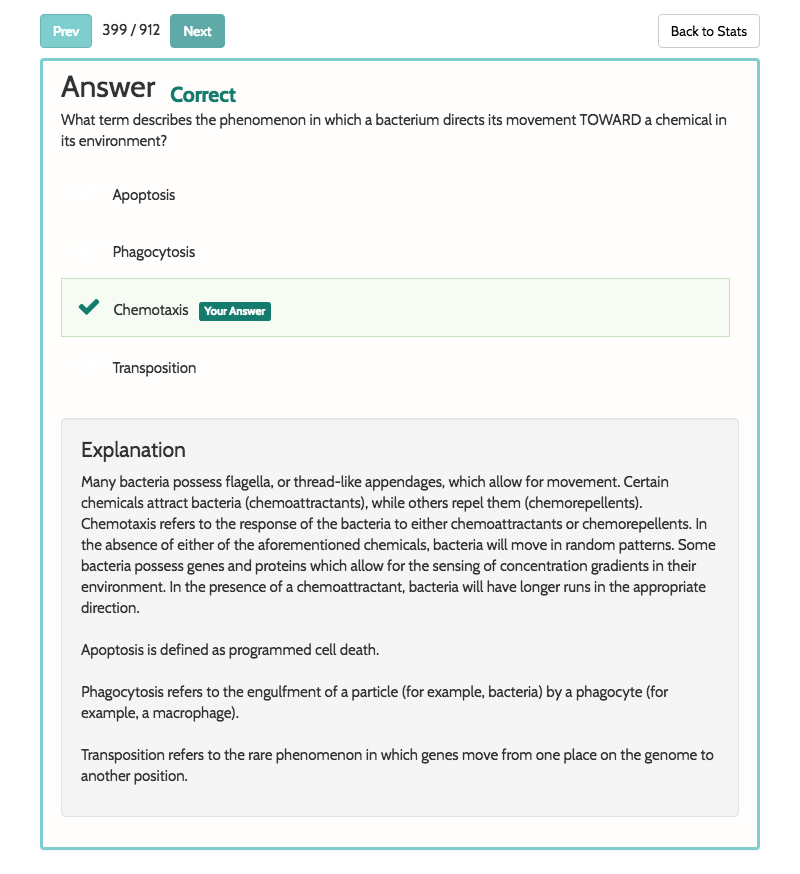 Prev 399 / 912 Next Back to Stats
Answer Correct
What term describes the phenomenon in which a bacterium directs its movement TOWARD a chemical in
its environment?
Apoptosis
Phagocytosis
Chemotaxis Your Answer
Transposition
Explanation
Many bacteria possess flagella, or thread-like appendages, which allow for movement. Certain
chemicals attract bacteria (chemoattractants), while others repel them (chemorepellents).
Chemotaxis refers to the response of the bacteria to either chemoattractants or chemorepellents. In
the absence of either of the aforementioned chemicals, bacteria will move in random patterns. Some
bacteria possess genes and proteins which allow for the sensing of concentration gradients in their
environment. In the presence of a chemoattractant, bacteria will have longer runs in the appropriate
direction.
Apoptosis is defined as programmed cell death.
Phagocytosis refers to the engulfment of a particle (for example, bacteria) by a phagocyte (for
example, a macrophage).
Transposition refers to the rare phenomenon in which genes move from one place on the genome to
another position.